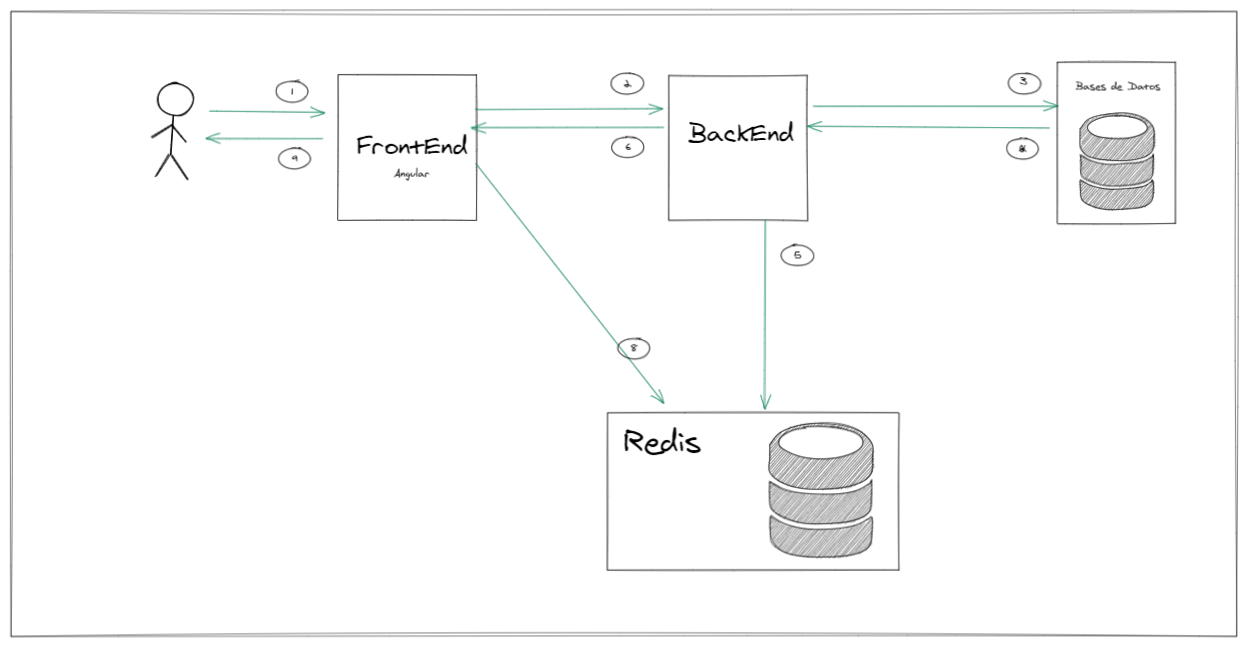 1
2
3
Bases de Datos
FrontEnd
BackEnd
Angular
9
6
5
8
Redis